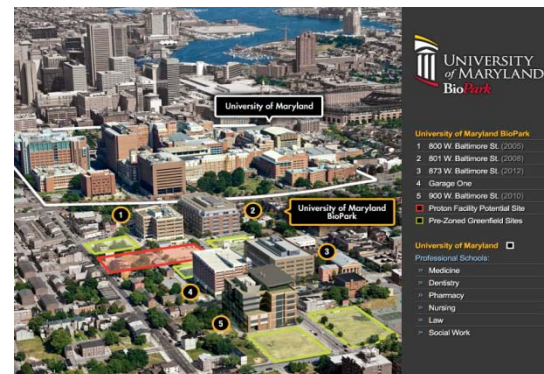 University of Maryland
1
2
University of Maryland
BioPark
3
4
5
UNIVERSITY
of MARYLAND
BioPark
University of Maryland BioPark
1 800 W. Baltimore St. (2005)
2 801 W. Baltimore St. (2008)
3 873 W. Baltimore St. (2012)
4 Garage One
5 900 W. Baltimore St. (2010)
Proton Facility Potential Site
Pre-Zoned Greenfield Sites
University of Maryland
Professional Schools:
» Medicine
» Dentistry
» Pharmacy
» Nursing
» Law
» Social Work